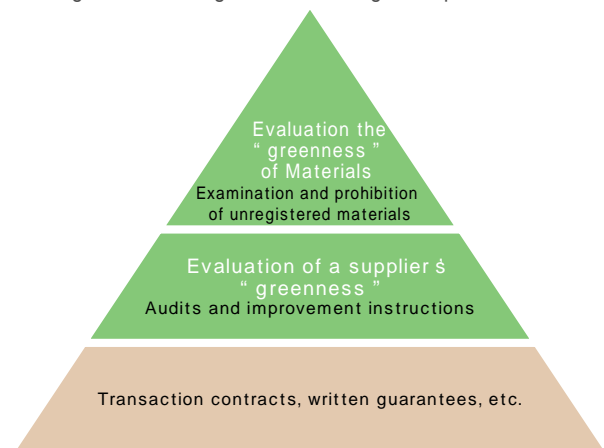 Evaluation the
“ greenness ”
of Materials
Examination and prohibition
of unregistered materials
Evaluation of a supplier’s
“ greenness ”
Audits and improvement instructions
Transaction contracts, written guarantees, etc.